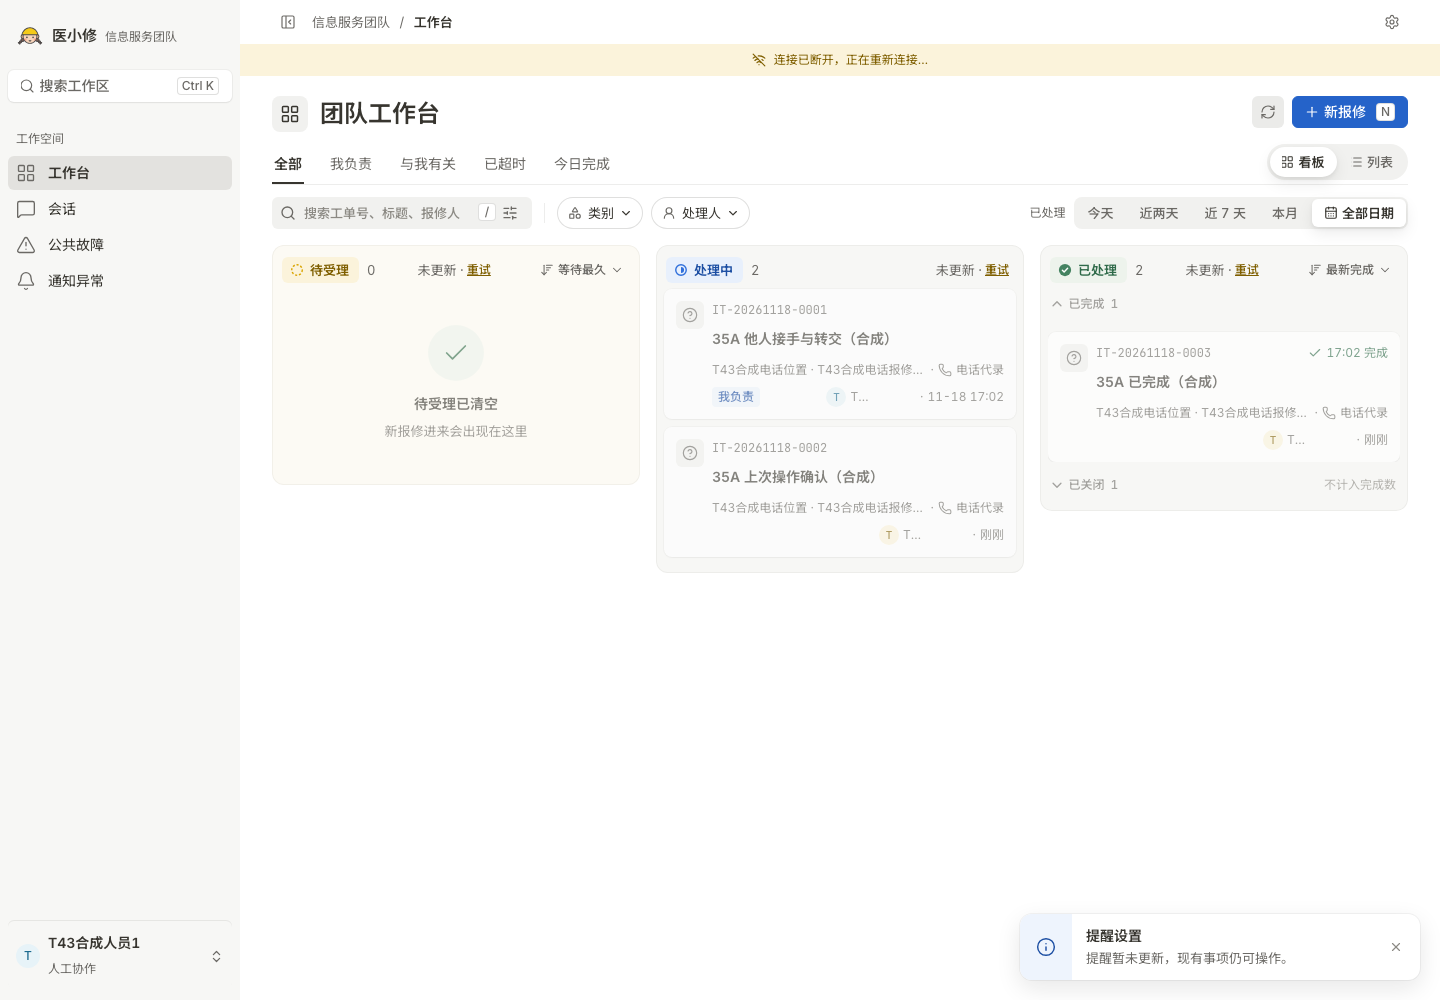 医小修 信息服务团队
搜索工作区 Ctrl K
工作空间
工作台
会话
公共故障
通知异常
T43合成人员1
人工协作
信息服务团队 / 工作台
连接已断开，正在重新连接...
团队工作台
新报修 N
全部 我负责 与我有关 已超时 今日完成
看板 列表
搜索工单号、标题、报修人 /
类别 处理人
已处理 今天 近两天 近 7 天 本月 全部日期
待受理 0 未更新 · 重试 等待最久
待受理已清空
新报修进来会出现在这里
处理中 2 未更新 · 重试
IT-20261118-0001
35A 他人接手与转交（合成）
T43合成电话位置 · T43合成电话报修... · 电话代录
我负责 T T... · 11-18 17:02
IT-20261118-0002
35A 上次操作确认（合成）
T43合成电话位置 · T43合成电话报修... · 电话代录
T T... · 刚刚
已处理 2 未更新 · 重试 最新完成
已完成 1
IT-20261118-0003 17:02 完成
35A 已完成（合成）
T43合成电话位置 · T43合成电话报修... · 电话代录
T T... · 刚刚
已关闭 1 不计入完成数
提醒设置
提醒暂未更新，现有事项仍可操作。
T